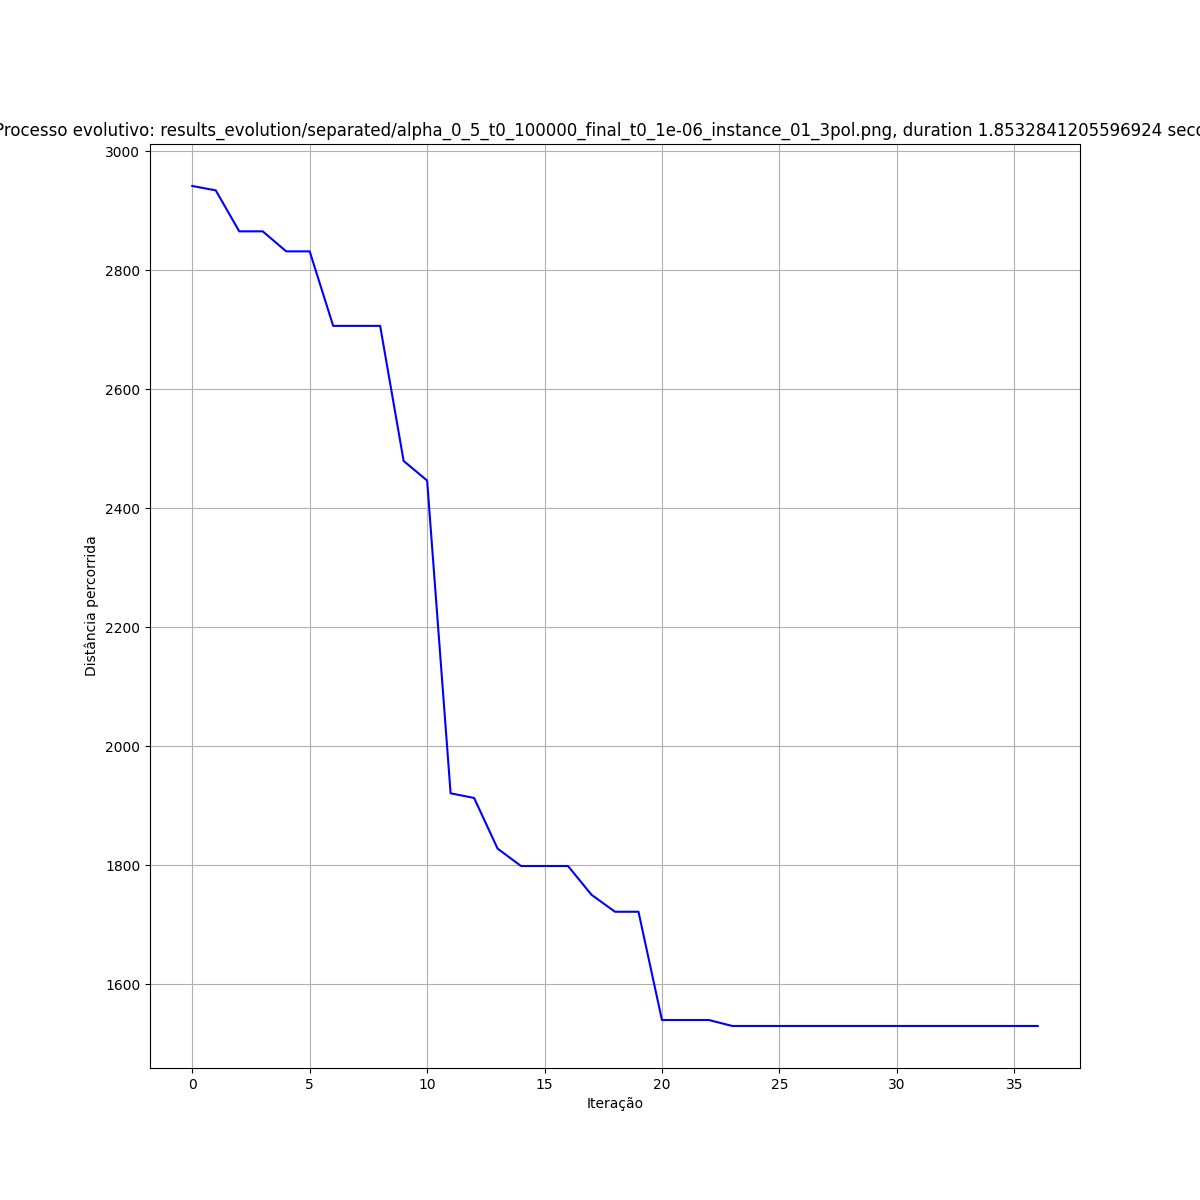 Processo evolutivo: results_evolution/separated/alpha_0_5_t0_100000_final_t0_1e-06_instance_01_3pol.png, duration 1.8532841205596924 seco
3000
2800
2600
2400
2200
2000
1800
1600
Distância percorrida
0 5 10 15 20 25 30 35
Iteração